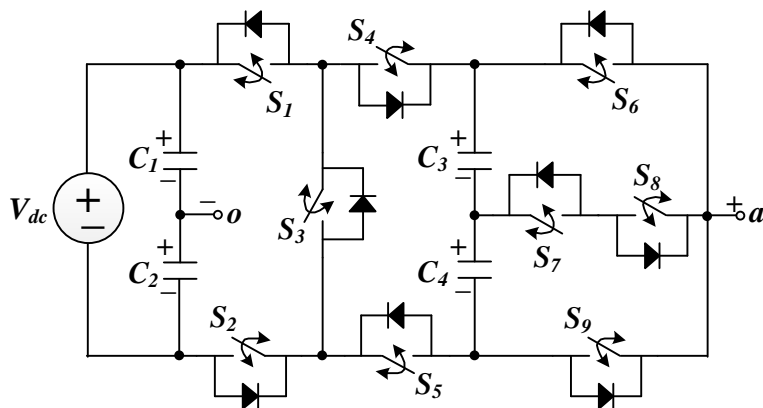 S4
S1
S6
+
C1
−
+
C3
−
S8
Vdc
+
−
− o
S3
S7
+ a
+
C2
−
+
C4
−
S2
S5
S9